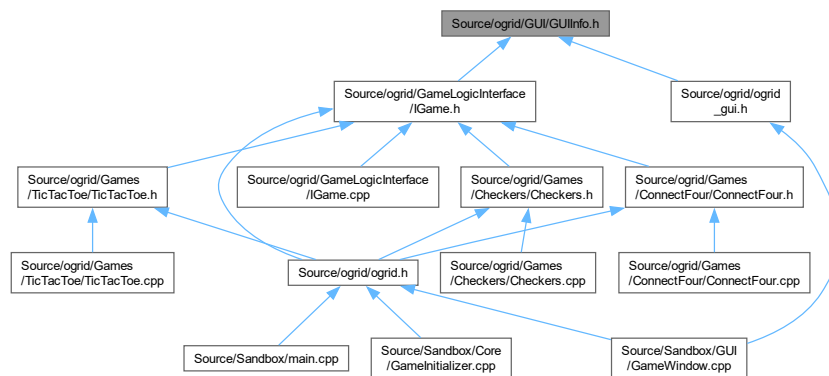 Source/ogrid/GUI/GUIInfo.h
Source/ogrid/GameLogicInterface
/IGame.h
Source/ogrid/ogrid
_gui.h
Source/ogrid/Games
/TicTacToe/TicTacToe.h
Source/ogrid/GameLogicInterface
/IGame.cpp
Source/ogrid/Games
/Checkers/Checkers.h
Source/ogrid/Games
/ConnectFour/ConnectFour.h
Source/ogrid/Games
/TicTacToe/TicTacToe.cpp
Source/ogrid/ogrid.h
Source/ogrid/Games
/Checkers/Checkers.cpp
Source/ogrid/Games
/ConnectFour/ConnectFour.cpp
Source/Sandbox/main.cpp
Source/Sandbox/Core
/GameInitializer.cpp
Source/Sandbox/GUI
/GameWindow.cpp